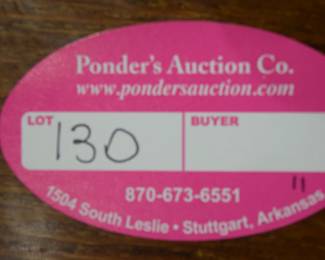 Ponder's Auction Co.
www.pondersauction.com
LOT 130 BUYER
870-673-6551
"
1504 South Leslie • Stuttgart, Arkansas